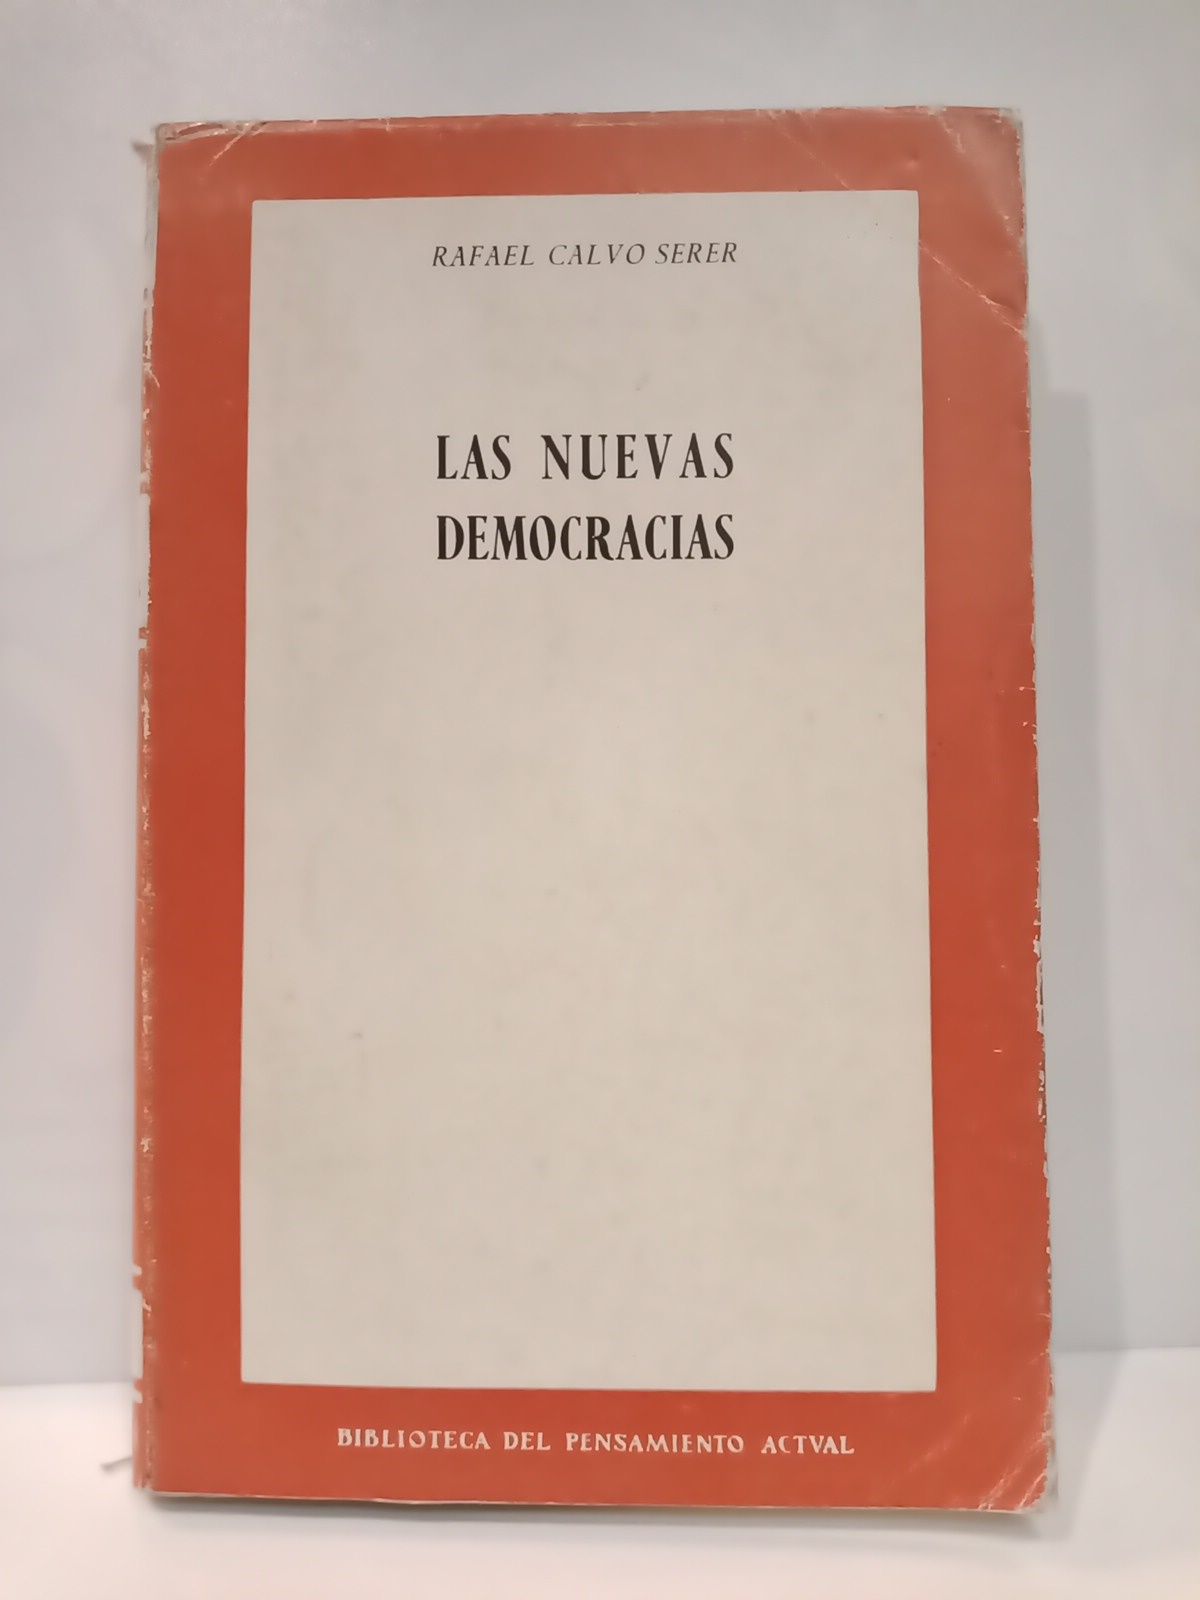 RAFAEL CALVO SERER
LAS NUEVAS
DEMOCRACIAS
BIBLIOTECA DEL PENSAMIENTO ACTVAL